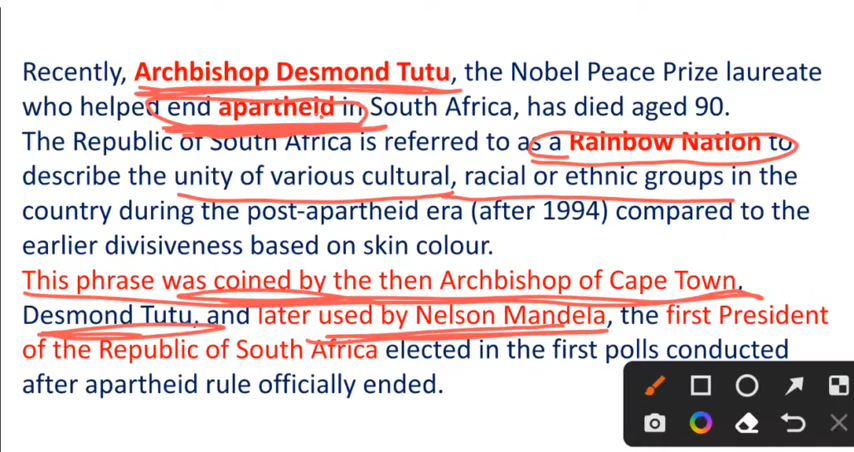 Recently, Archbishop Desmond Tutu, the Nobel Peace Prize laureate
who helped end apartheid in South Africa, has died aged 90.
The Republic of South Africa is referred to as a Rainbow Nation to
describe the unity of various cultural, racial or ethnic groups in the
country during the post-apartheid era (after 1994) compared to the
earlier divisiveness based on skin colour.
This phrase was coined by the then Archbishop of Cape Town,
Desmond Tutu, and later used by Nelson Mandela, the first President
of the Republic of South Africa elected in the first polls conducted
after apartheid rule officially ended.